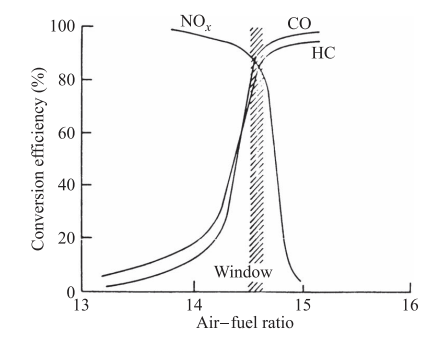 NOx
CO
HC
100
80
60
40
20
0
Conversion efficiency (%)
Window
13
14
15
16
Air–fuel ratio